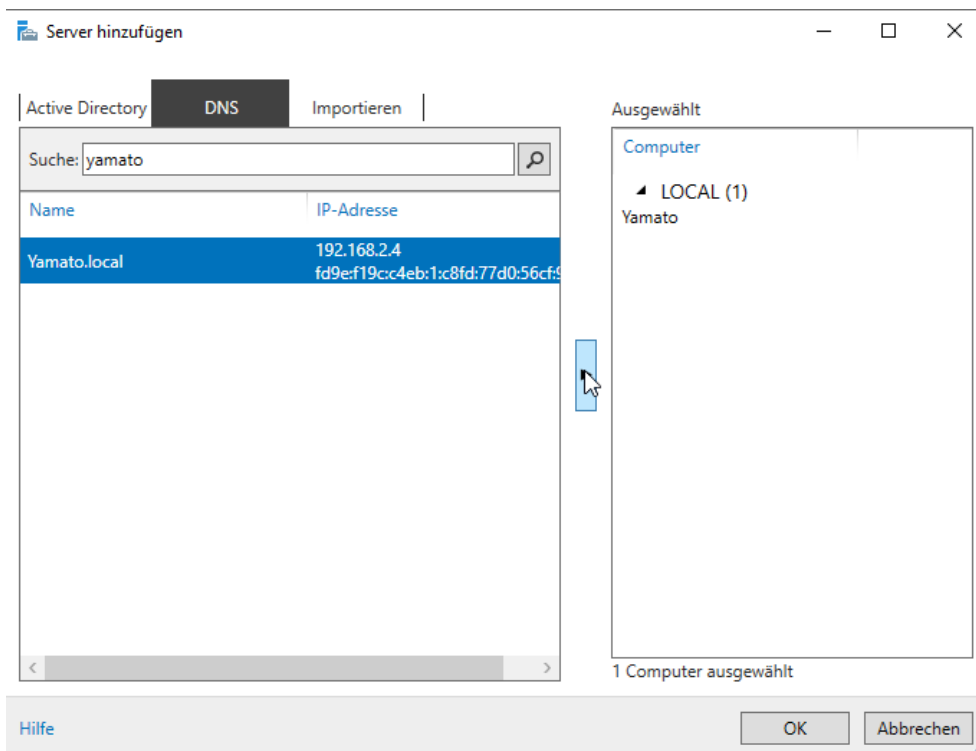 Server hinzufügen
Active Directory
DNS
Importieren
Suche: yamato
Name
IP-Adresse
Yamato.local
192.168.2.4
fd9e:f19c:c4eb:1:c8fd:77d0:56cf:9
Ausgewählt
Computer
LOCAL (1)
Yamato
1 Computer ausgewählt
Hilfe
OK
Abbrechen